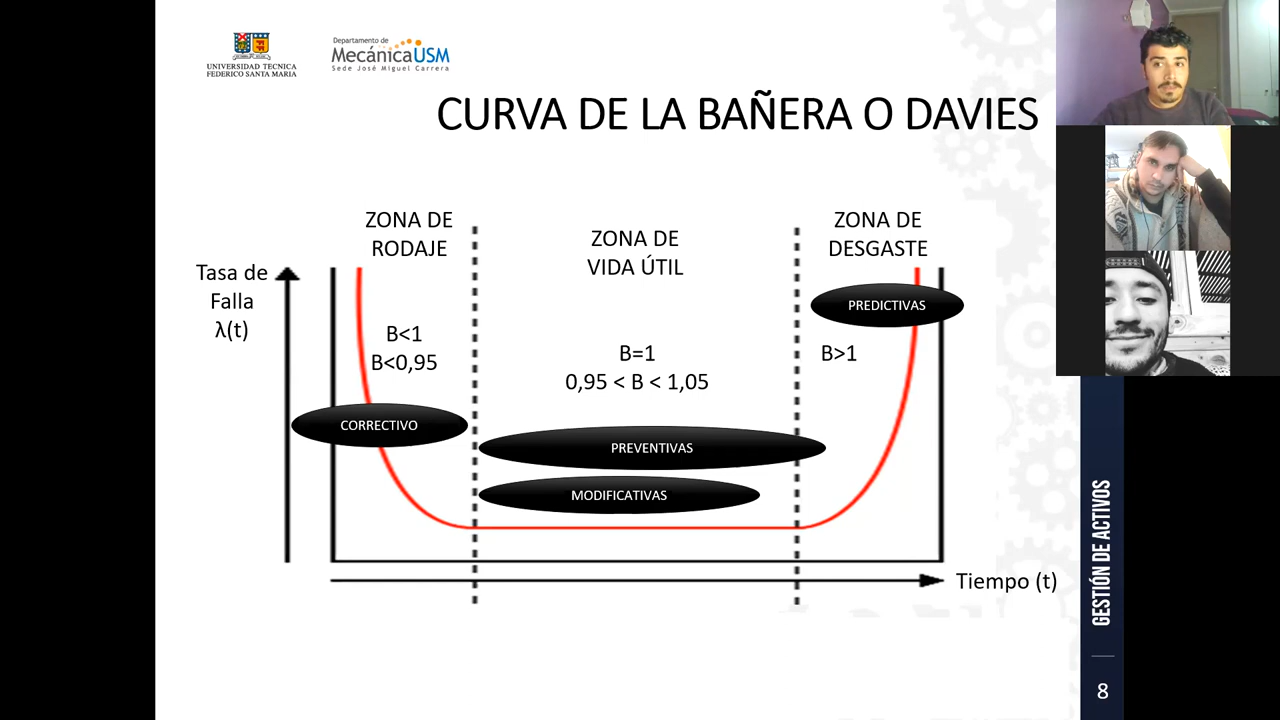 UNIVERSIDAD TECNICA
FEDERICO SANTA MARIA
Departamento de
MecánicaUSM
Sede José Miguel Carrera
CURVA DE LA BAÑERA O DAVIES
ZONA DE
RODAJE
ZONA DE
VIDA ÚTIL
ZONA DE
DESGASTE
Tasa de
Falla
λ(t)
PREDICTIVAS
B<1
B<0,95
B=1
0,95 < B < 1,05
B>1
CORRECTIVO
PREVENTIVAS
MODIFICATIVAS
Tiempo (t)
GESTIÓN DE ACTIVOS
8